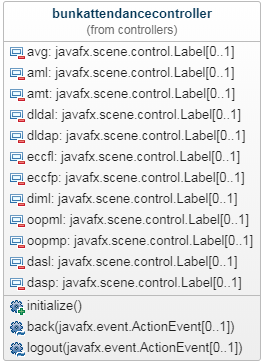 bunkattendancecontroller
(from controllers)
avg: javafx.scene.control.Label[0..1]
aml: javafx.scene.control.Label[0..1]
amt: javafx.scene.control.Label[0..1]
dldal: javafx.scene.control.Label[0..1]
dldap: javafx.scene.control.Label[0..1]
eccfl: javafx.scene.control.Label[0..1]
eccfp: javafx.scene.control.Label[0..1]
diml: javafx.scene.control.Label[0..1]
oopml: javafx.scene.control.Label[0..1]
oopmp: javafx.scene.control.Label[0..1]
dasl: javafx.scene.control.Label[0..1]
dasp: javafx.scene.control.Label[0..1]
initialize()
back(javafx.event.ActionEvent[0..1])
logout(javafx.event.ActionEvent[0..1])